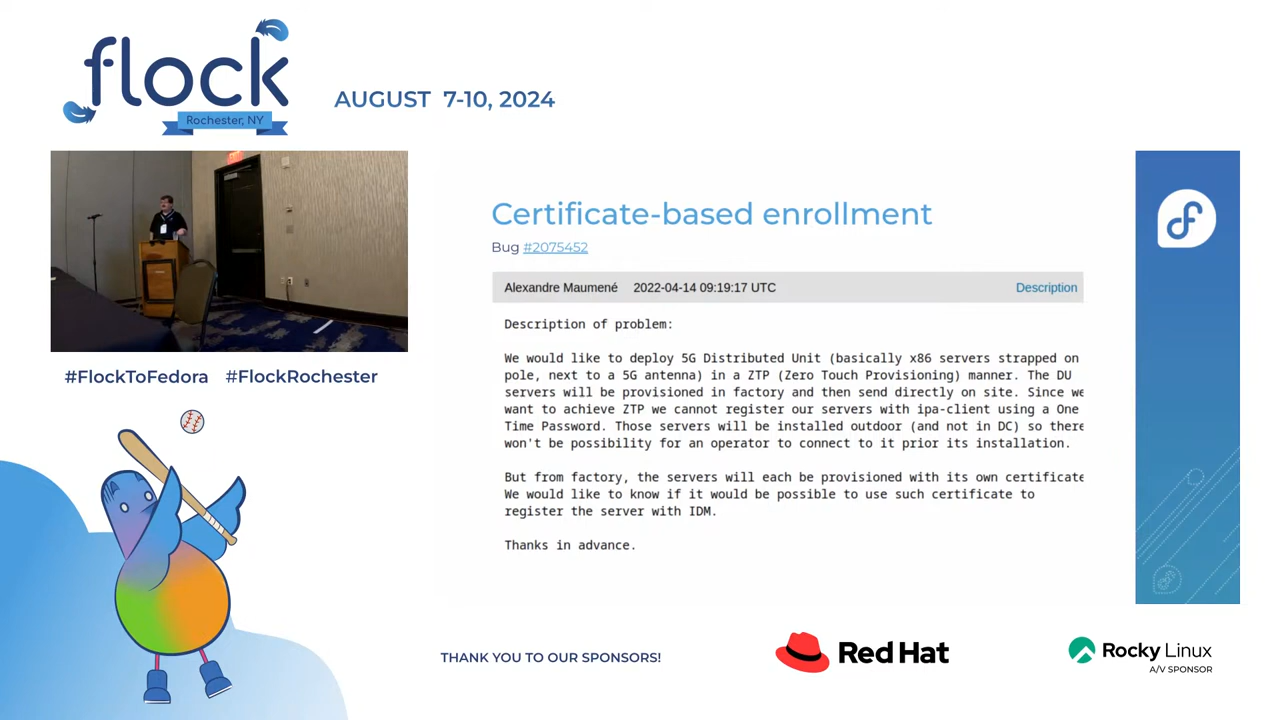 flock
Rochester, NY
AUGUST 7-10, 2024
#FlockToFedora #FlockRochester
Certificate-based enrollment
Bug #2075452
Alexandre Maumené 2022-04-14 09:19:17 UTC Description
Description of problem:
We would like to deploy 5G Distributed Unit (basically x86 servers strapped on
pole, next to a 5G antenna) in a ZTP (Zero Touch Provisioning) manner. The DU
servers will be provisioned in factory and then send directly on site. Since we
want to achieve ZTP we cannot register our servers with ipa-client using a One
Time Password. Those servers will be installed outdoor (and not in DC) so there
won't be possibility for an operator to connect to it prior its installation.
But from factory, the servers will each be provisioned with its own certificate
We would like to know if it would be possible to use such certificate to
register the server with IDM.
Thanks in advance.
THANK YOU TO OUR SPONSORS!
Red Hat
Rocky Linux
A/V SPONSOR